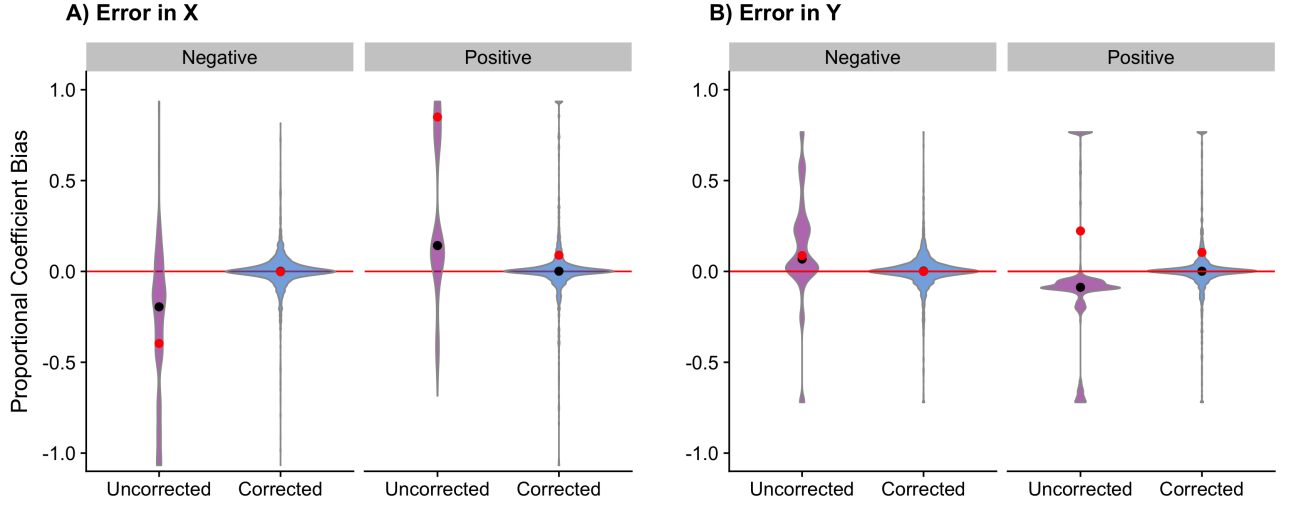 A) Error in X
B) Error in Y
Negative
Positive
Negative
Positive
Proportional Coefficient Bias
1.0
0.5
0.0
-0.5
-1.0
1.0
0.5
0.0
-0.5
-1.0
Uncorrected Corrected
Uncorrected Corrected
Uncorrected Corrected
Uncorrected Corrected